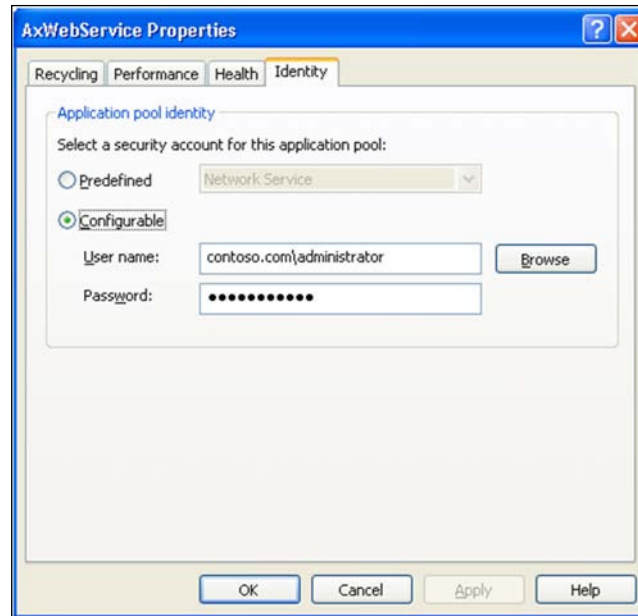 AxWebService Properties
Recycling Performance Health Identity
Application pool identity
Select a security account for this application pool:
Predefined Network Service
Configurable
User name: contoso.com\administrator Browse
Password: ●●●●●●●●●●●
OK Cancel Apply Help